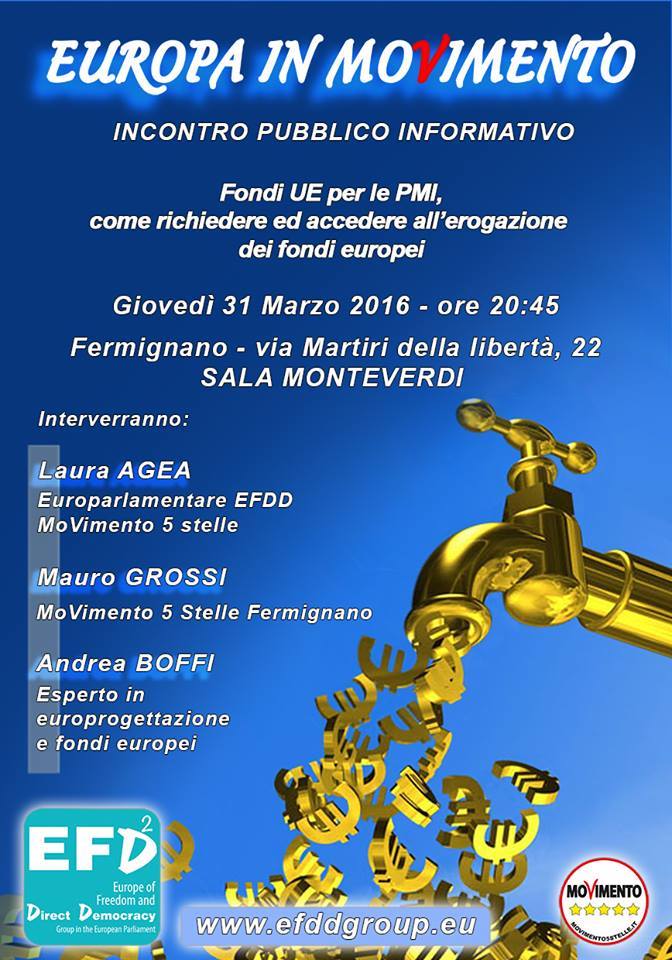 EUROPA IN MOVIMENTO
INCONTRO PUBBLICO INFORMATIVO
Fondi UE per le PMI,
come richiedere ed accedere all'erogazione
dei fondi europei
Giovedì 31 Marzo 2016 - ore 20:45
Fermignano - via Martiri della libertà, 22
SALA MONTEVERDI
Interverranno:
Laura AGEA
Europarlamentare EFDD
MoVimento 5 stelle
Mauro GROSSI
MoVimento 5 Stelle Fermignano
Andrea BOFFI
Esperto in
europrogettazione
e fondi europei
EFD2
Europe of
Freedom and
Direct Democracy
Group in the European Parliament
www.efddgroup.eu
MOVIMENTO
MOVIMENTO5STELLE.IT